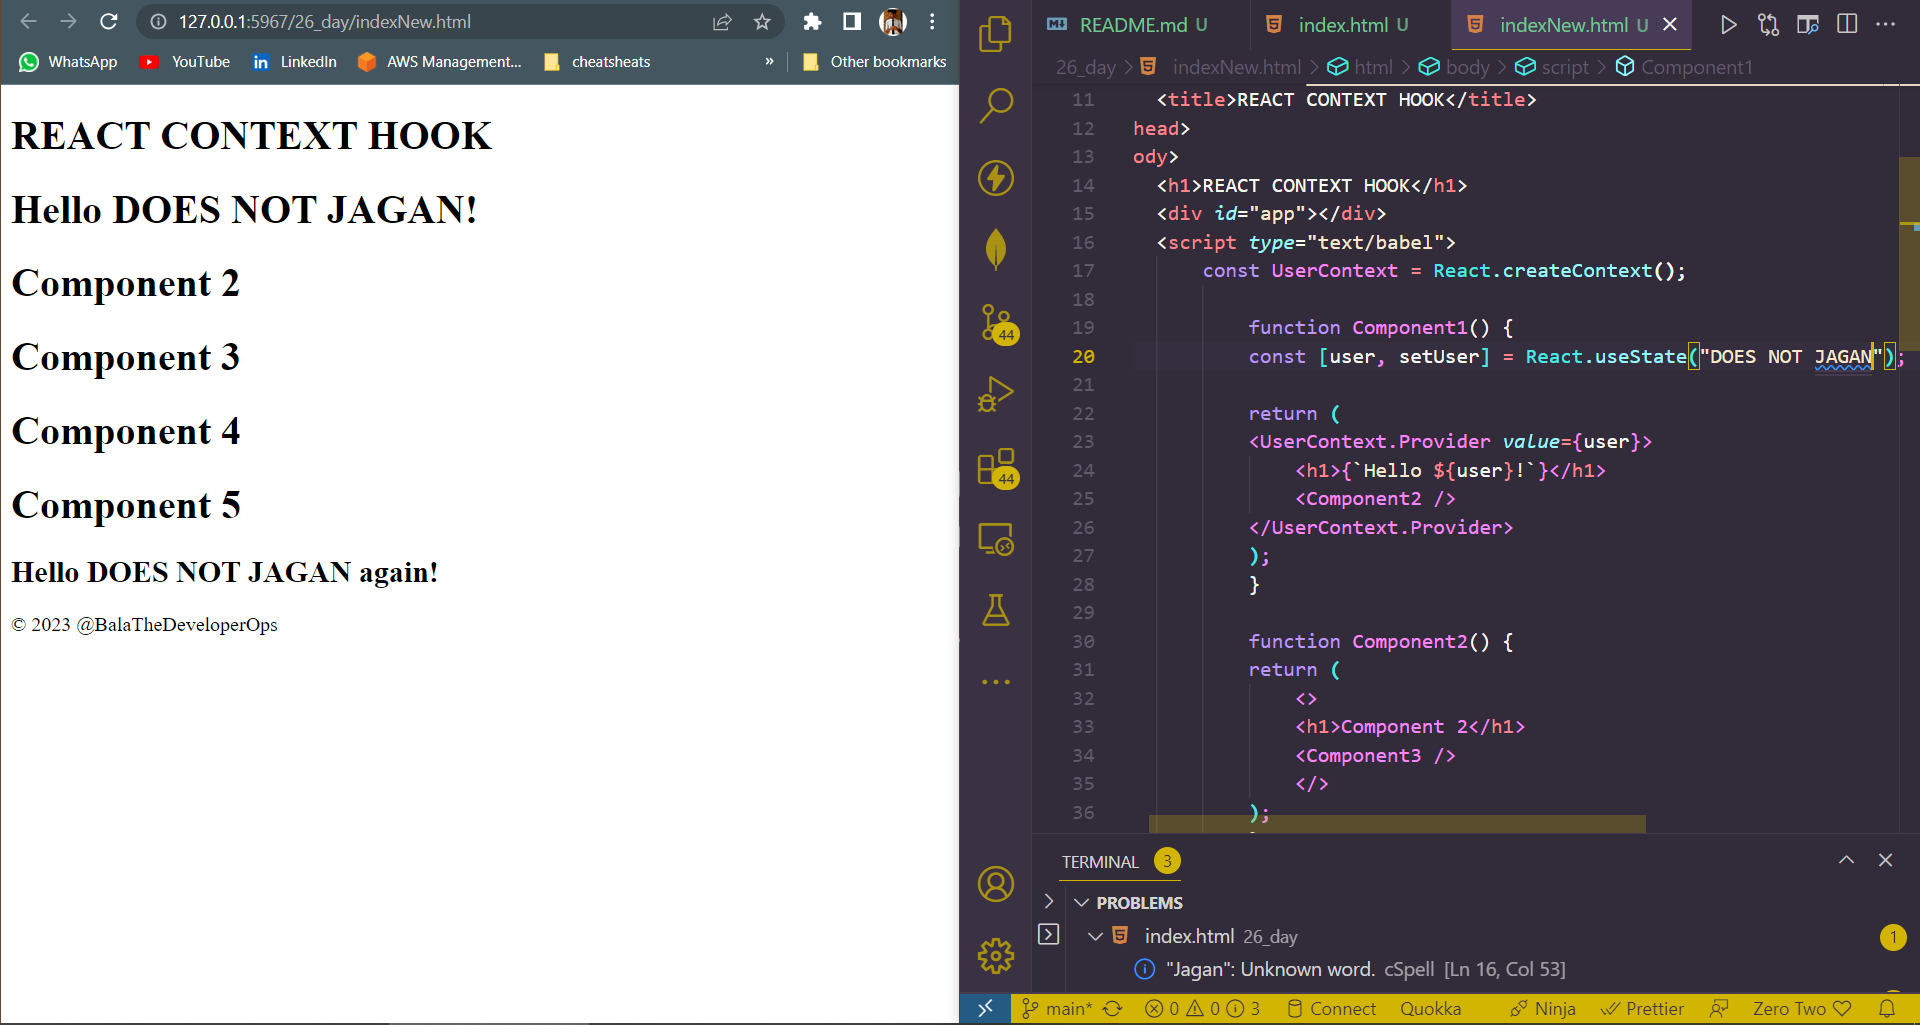 127.0.0.1:5967/26_day/indexNew.html
WhatsApp YouTube LinkedIn AWS Management... cheatsheats » Other bookmarks
REACT CONTEXT HOOK
Hello DOES NOT JAGAN!
Component 2
Component 3
Component 4
Component 5
Hello DOES NOT JAGAN again!
© 2023 @BalaTheDeveloperOps
44
44
README.md U index.html U indexNew.html U
26_day > indexNew.html > html > body > script > Component1
11 <title>REACT CONTEXT HOOK</title>
12 head>
13 ody>
14 <h1>REACT CONTEXT HOOK</h1>
15 <div id="app"></div>
16 <script type="text/babel">
17 const UserContext = React.createContext();
18
19 function Component1() {
20 const [user, setUser] = React.useState("DOES NOT JAGAN");
21
22 return (
23 <UserContext.Provider value={user}>
24 <h1>{`Hello ${user}!`}</h1>
25 <Component2 />
26 </UserContext.Provider>
27 );
28 }
29
30 function Component2() {
31 return (
32 <>
33 <h1>Component 2</h1>
34 <Component3 />
35 </>
36 );
TERMINAL 3
PROBLEMS
index.html 26_day 1
"Jagan": Unknown word. cSpell [Ln 16, Col 53]
main* 0 0 3 Connect Quokka Ninja Prettier Zero Two